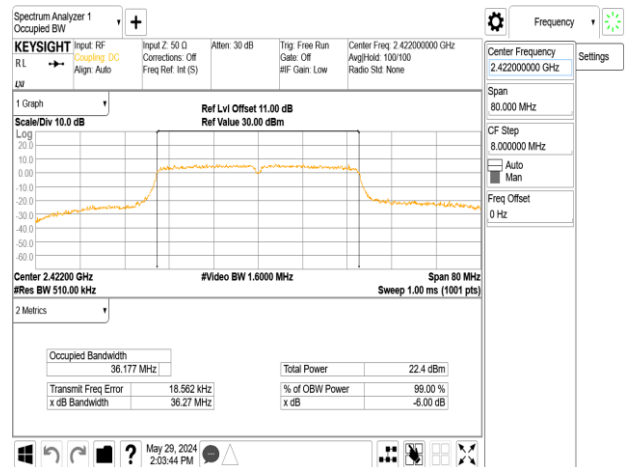 Spectrum Analyzer 1
Occupied BW
Frequency
KEYSIGHT
RL
Input: RF
Coupling: DC
Align: Auto
Input Z: 50 Ω
Corrections: Off
Freq Ref: Int (S)
Atten: 30 dB
Trig: Free Run
Gate: Off
#IF Gain: Low
Center Freq: 2.422000000 GHz
Avg|Hold: 100/100
Radio Std: None
Center Frequency
2.422000000 GHz
Settings
Span
80.000 MHz
CF Step
8.000000 MHz
Auto
Man
Freq Offset
0 Hz
1 Graph
Scale/Div 10.0 dB
Ref Lvl Offset 11.00 dB
Ref Value 30.00 dBm
Log
20.0
10.0
0.00
-10.0
-20.0
-30.0
-40.0
-50.0
-60.0
Center 2.42200 GHz
#Res BW 510.00 kHz
#Video BW 1.6000 MHz
Span 80 MHz
Sweep 1.00 ms (1001 pts)
2 Metrics
Occupied Bandwidth
36.177 MHz
Transmit Freq Error 18.562 kHz
x dB Bandwidth 36.27 MHz
Total Power 22.4 dBm
% of OBW Power 99.00 %
x dB -6.00 dB
?
May 29, 2024
2:03:44 PM